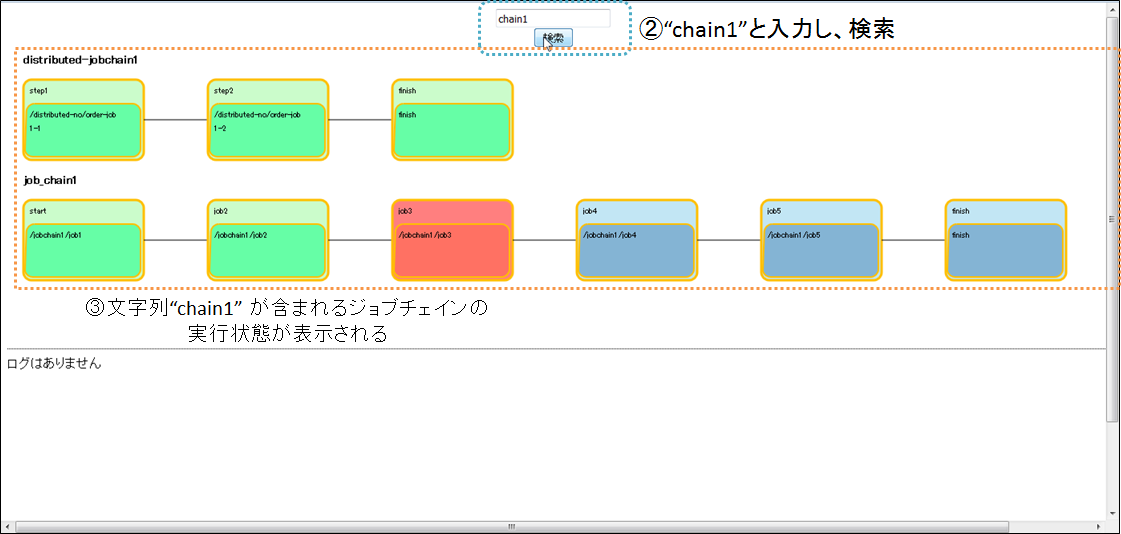 chain1
検索
②“chain1”と入力し、検索
distributed-jobchain1
step1
/distributed-no/order-job
1-1
step2
/distributed-no/order-job
1-2
finish
finish
job_chain1
start
/jobchain1/job1
job2
/jobchain1/job2
job3
/jobchain1/job3
job4
/jobchain1/job4
job5
/jobchain1/job5
finish
finish
③文字列“chain1” が含まれるジョブチェインの
実行状態が表示される
ログはありません